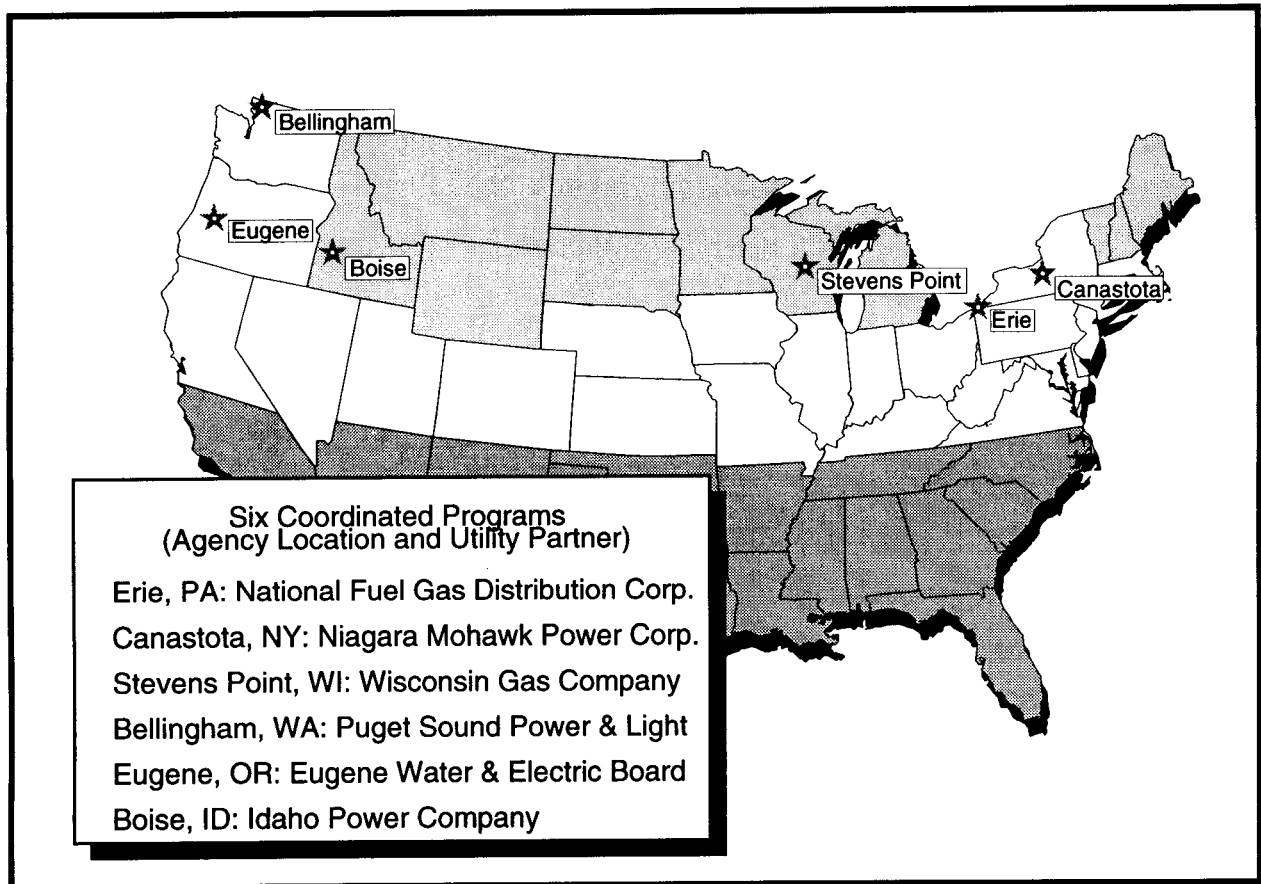 Bellingham
Eugene
Boise
Stevens Point
Canastota
Erie
Six Coordinated Programs
(Agency Location and Utility Partner)
Erie, PA: National Fuel Gas Distribution Corp.
Canastota, NY: Niagara Mohawk Power Corp.
Stevens Point, WI: Wisconsin Gas Company
Bellingham, WA: Puget Sound Power & Light
Eugene, OR: Eugene Water & Electric Board
Boise, ID: Idaho Power Company